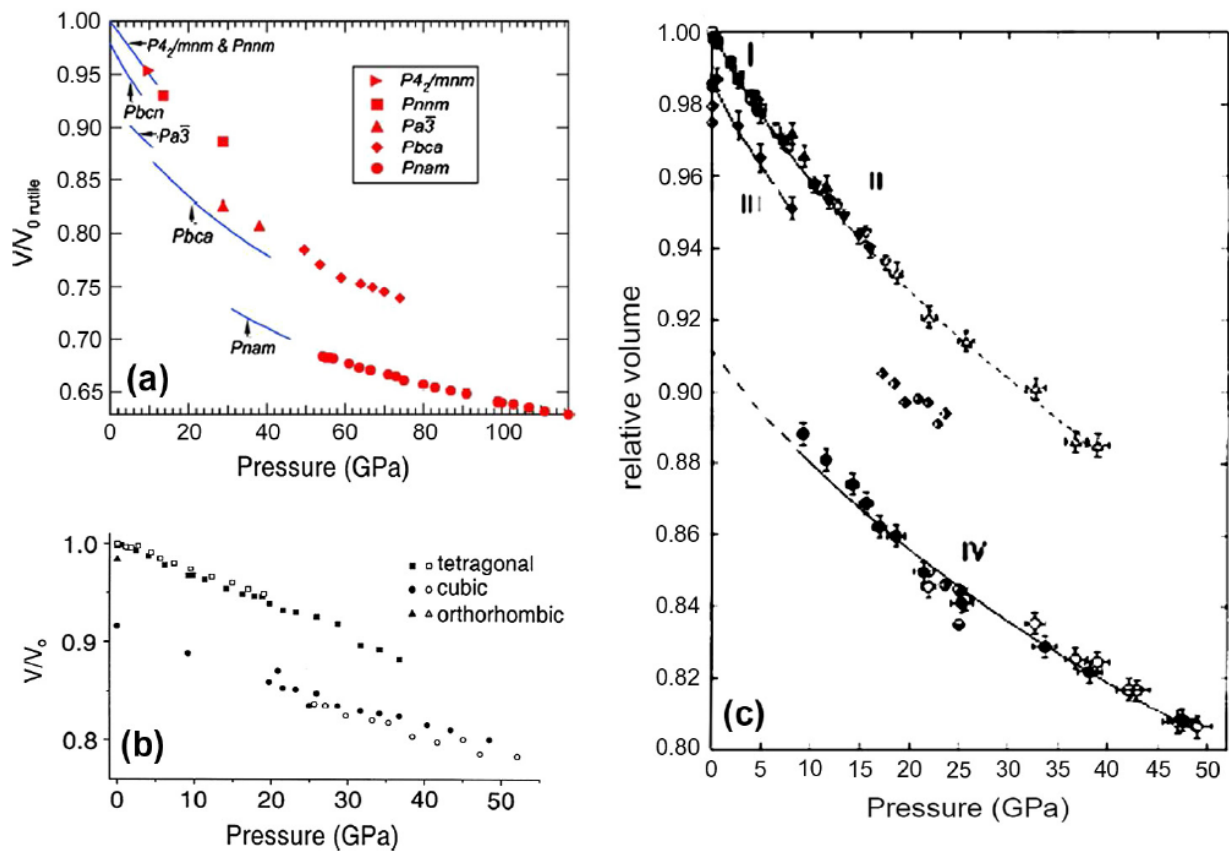 1.00
0.95
0.90
0.85
0.80
0.75
0.70
0.65
V/V0 rutile
P42/mnm & Pnnm
Pbcn
Pa3̅
Pbca
Pnam
P42/mnm
Pnnm
Pa3̅
Pbca
Pnam
(a)
0 20 40 60 80 100
Pressure (GPa)
1.0
0.9
0.8
V/Vo
tetragonal
cubic
orthorhombic
(b)
0 10 20 30 40 50
Pressure (GPa)
1.00
0.98
0.96
0.94
0.92
0.90
0.88
0.86
0.84
0.82
0.80
relative volume
I
II
III
IV
(c)
0 5 10 15 20 25 30 35 40 45 50
Pressure (GPa)